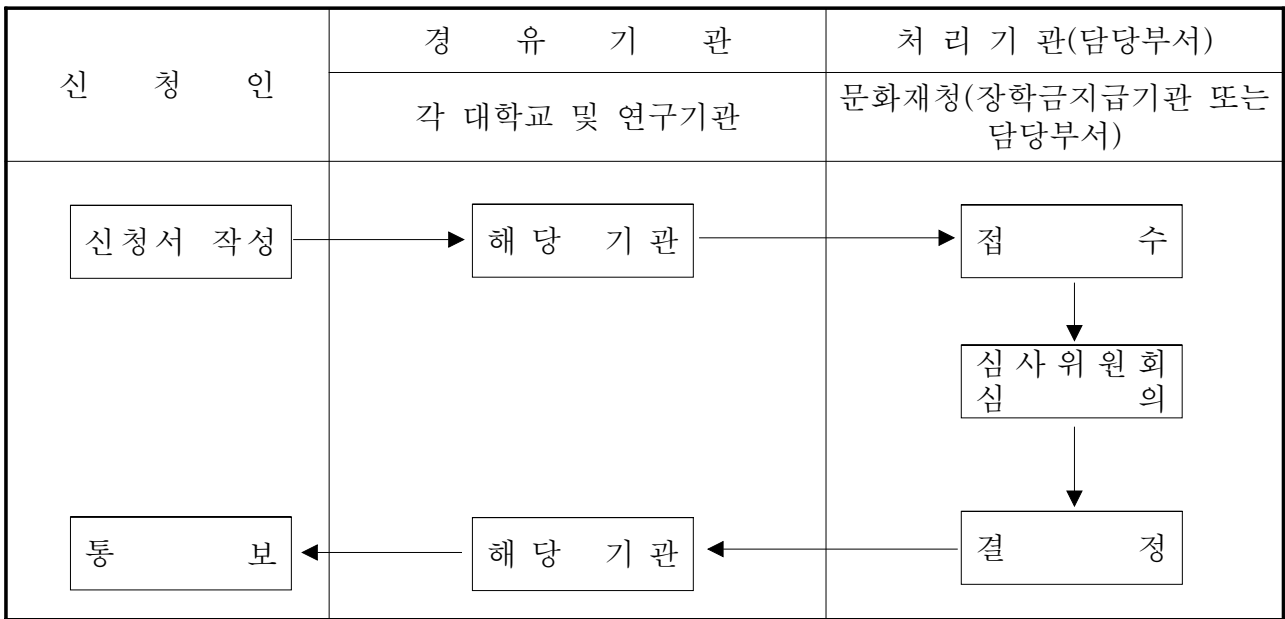 신 청 인
경 유 기 관
처 리 기 관(담당부서)
각 대학교 및 연구기관
문화재청(장학금지급기관 또는
담당부서)
신청서 작성
해 당 기 관
접 수
심 사 위 원 회
심 의
통 보
해 당 기 관
결 정